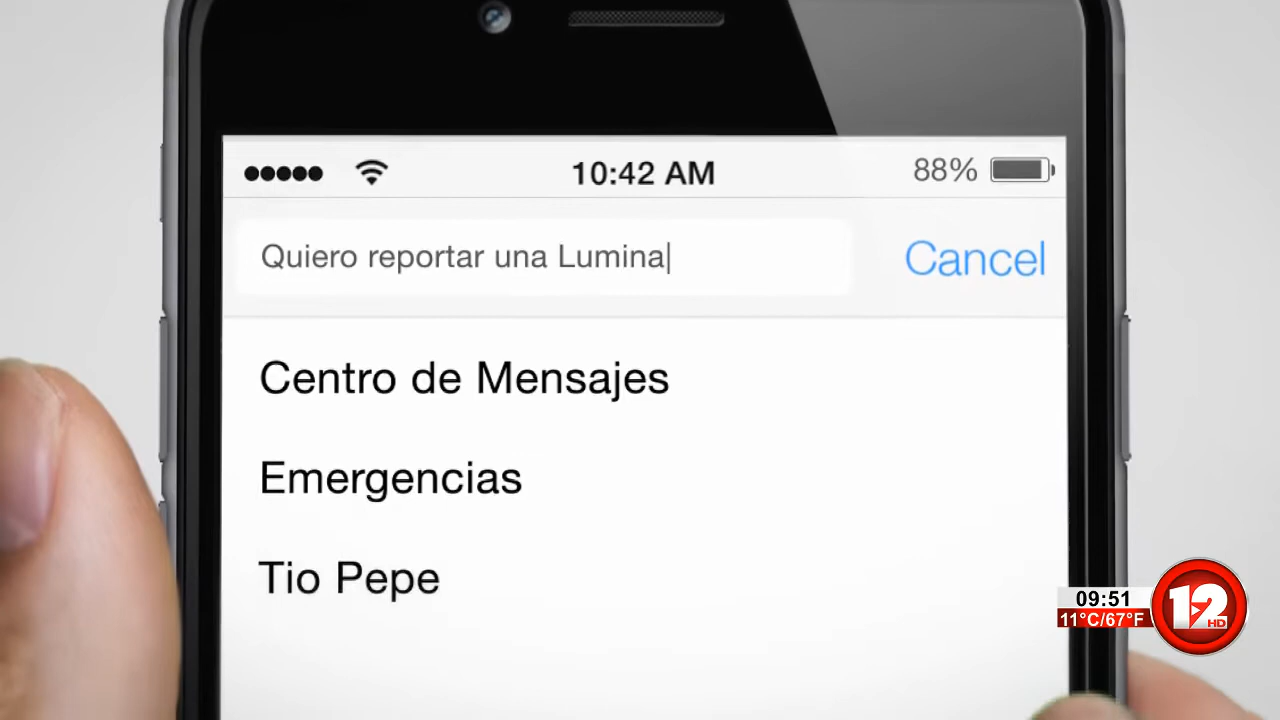 10:42 AM
88%
Quiero reportar una Lumina
Cancel
Centro de Mensajes
Emergencias
Tio Pepe
09:51
11°C/67°F
12
HD